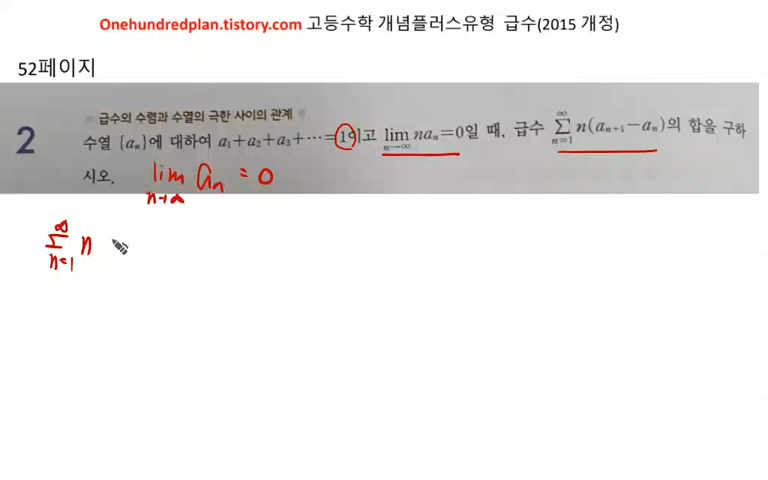 Onehundredplan.tistory.com 고등수학 개념플러스유형 급수(2015 개정)
52페이지
급수의 수렴과 수열의 극한 사이의 관계
2 수열 {aₙ}에 대하여 a₁+a₂+a₃+⋯=19이고 lim n→∞ naₙ=0일 때, 급수 ∞ Σ n=1 n(aₙ₊₁−aₙ)의 합을 구하
시오.
lim n→∞ aₙ = 0
∞ Σ n=1 n